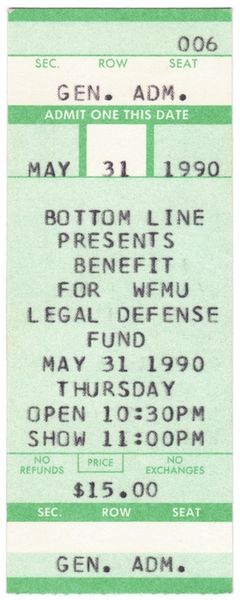 006
SEC. ROW SEAT
GEN. ADM.
ADMIT ONE THIS DATE
MAY 31 1990
BOTTOM LINE
PRESENTS
BENEFIT
FOR WFMU
LEGAL DEFENSE
FUND
MAY 31 1990
THURSDAY
OPEN 10:30PM
SHOW 11:00PM
NO REFUNDS PRICE NO EXCHANGES
$15.00
SEC. ROW SEAT
GEN. ADM.